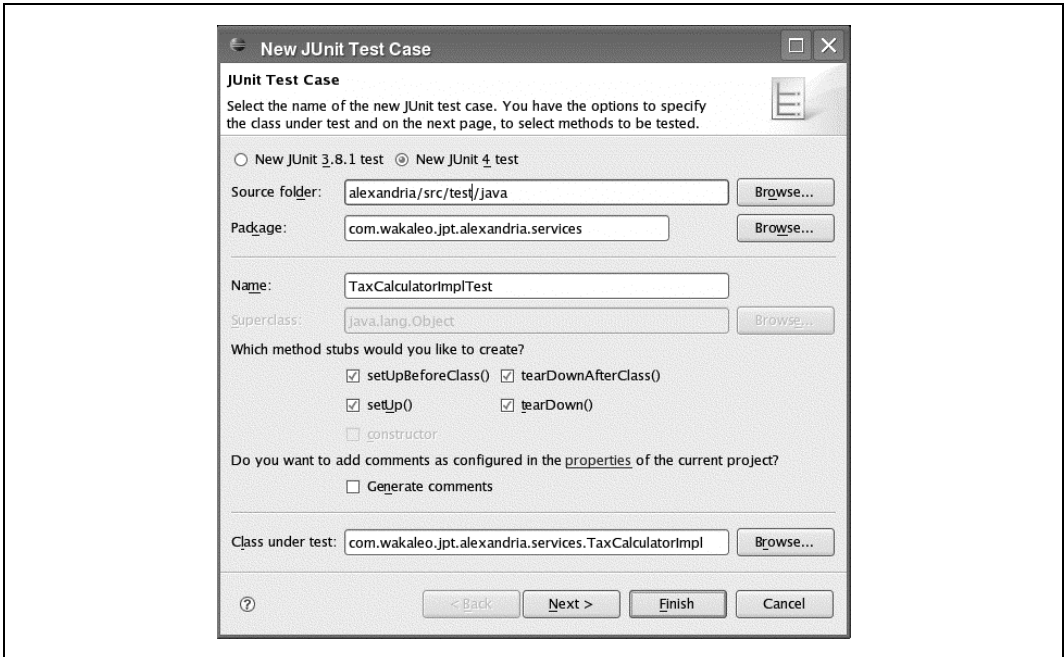 New JUnit Test Case
JUnit Test Case
Select the name of the new JUnit test case. You have the options to specify
the class under test and on the next page, to select methods to be tested.
New JUnit 3.8.1 test New JUnit 4 test
Source folder: alexandria/src/test/java Browse...
Package: com.wakaleo.jpt.alexandria.services Browse...
Name: TaxCalculatorImplTest
Superclass: java.lang.Object Browse...
Which method stubs would you like to create?
setUpBeforeClass() tearDownAfterClass()
setUp() tearDown()
constructor
Do you want to add comments as configured in the properties of the current project?
Generate comments
Class under test: com.wakaleo.jpt.alexandria.services.TaxCalculatorImpl Browse...
? < Back Next > Finish Cancel